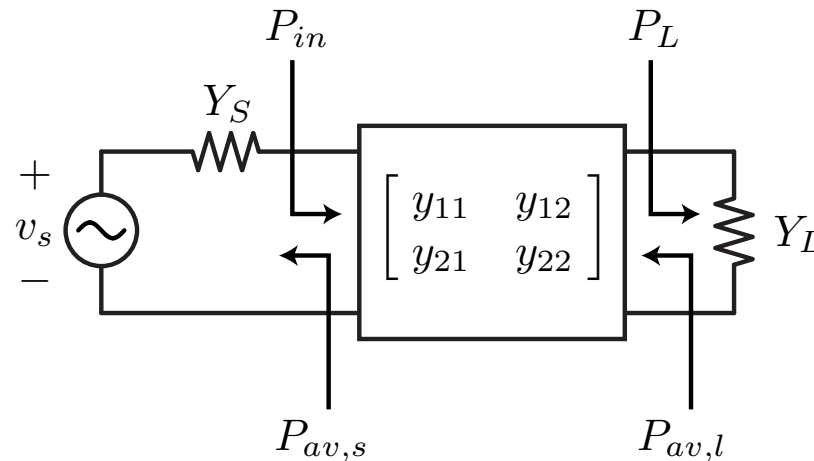 P_{in}
P_L
Y_S
+
v_s
−
y_{11} y_{12}
y_{21} y_{22}
Y_L
P_{av,s}
P_{av,l}